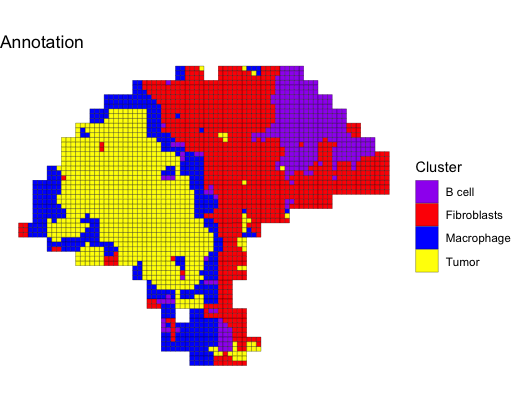 Annotation
Cluster
B cell
Fibroblasts
Macrophage
Tumor